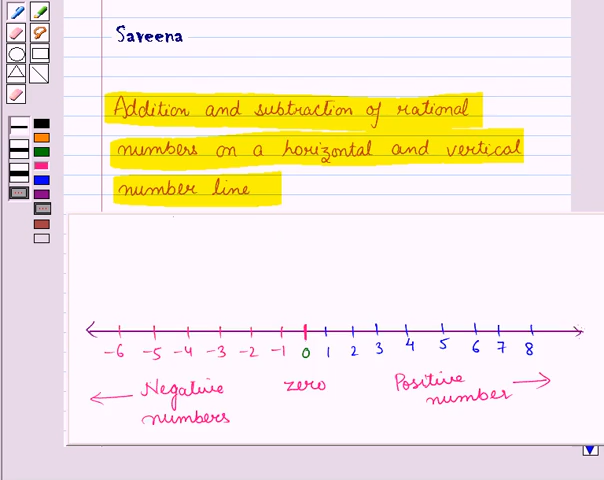 Saveena
Addition and subtraction of rational
numbers on a horizontal and vertical
number line
-6 -5 -4 -3 -2 -1 0 1 2 3 4 5 6 7 8
Negative zero Positive
numbers number